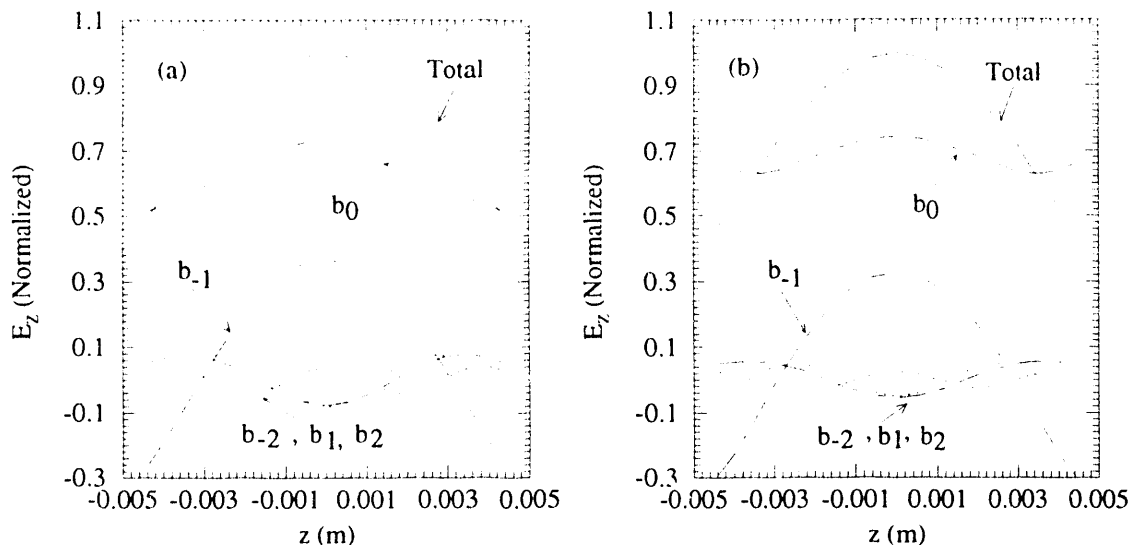 (a)
Total
b0
b-1
b-2 , b1, b2
1.1
0.9
0.7
0.5
0.3
0.1
-0.1
-0.3
-0.005
-0.003
-0.001
0.001
0.003
0.005
Ez (Normalized)
z (m)
(b)
Total
b0
b-1
b-2 , b1, b2
1.1
0.9
0.7
0.5
0.3
0.1
-0.1
-0.3
-0.005
-0.003
-0.001
0.001
0.003
0.005
Ez (Normalized)
z (m)